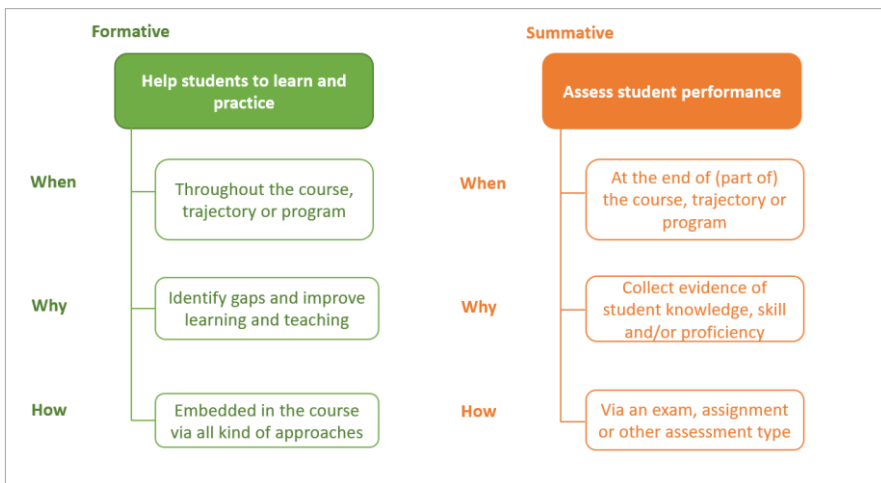 Formative
Help students to learn and
practice
When
Throughout the course,
trajectory or program
Why
Identify gaps and improve
learning and teaching
How
Embedded in the course
via all kind of approaches
Summative
Assess student performance
When
At the end of (part of)
the course, trajectory or
program
Why
Collect evidence of
student knowledge, skill
and/or proficiency
How
Via an exam, assignment
or other assessment type